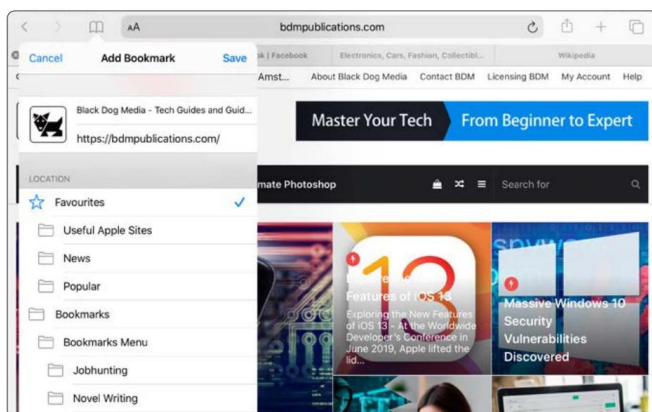 AA
bdmpublications.com
Cancel
Add Bookmark
Save
k | Facebook
Electronics, Cars, Fashion, Collectibl...
Wikipedia
Amst...
About Black Dog Media
Contact BDM
Licensing BDM
My Account
Help
Black Dog Media - Tech Guides and Guid...
https://bdmpublications.com/
Master Your Tech
From Beginner to Expert
LOCATION
Favourites
mate Photoshop
Search for
Useful Apple Sites
News
Popular
Bookmarks
Bookmarks Menu
Jobhunting
Novel Writing
13
Features of iOS 13
Exploring the New Features
of iOS 13 - At the Worldwide
Developer's Conference in
June 2019, Apple lifted the
lid...
Massive Windows 10
Security
Vulnerabilities
Discovered